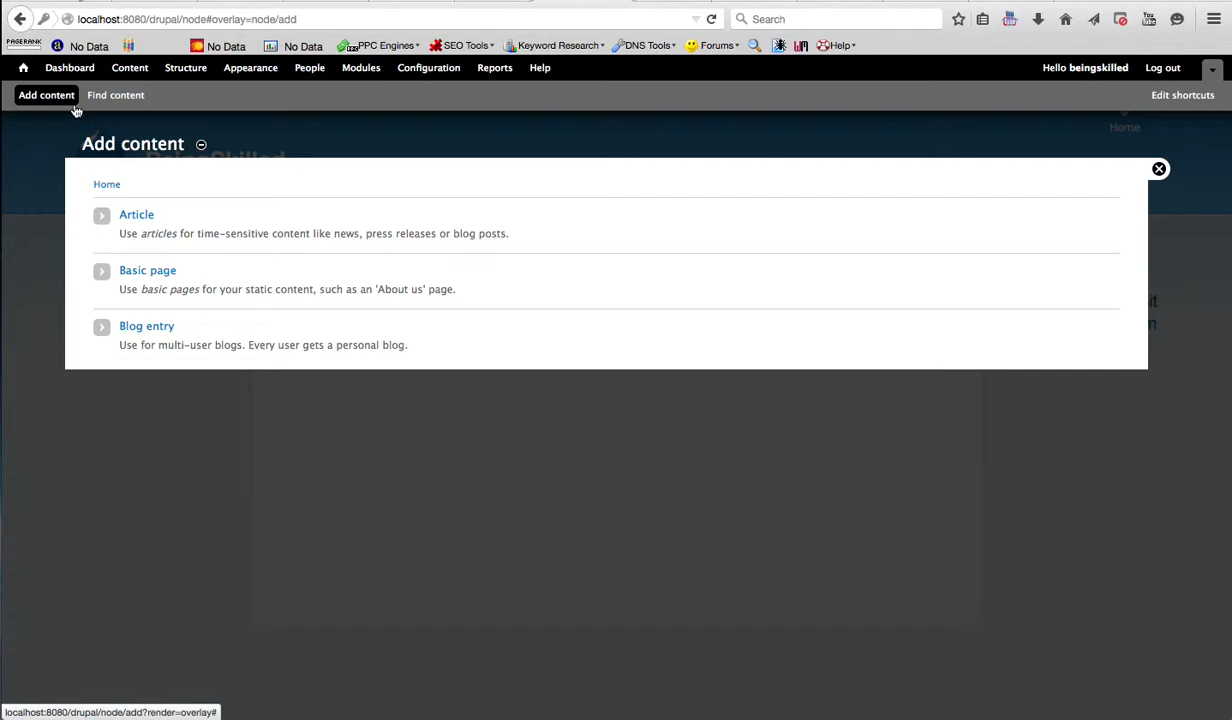 localhost:8080/drupal/node#overlay=node/add
Search
PAGERANK No Data No Data No Data PPC Engines SEO Tools Keyword Research DNS Tools Forums Help
Dashboard Content Structure Appearance People Modules Configuration Reports Help Hello beingskilled Log out
Add content Find content Edit shortcuts
Home
Add content
BeingSkilled
Home
Article
Use articles for time-sensitive content like news, press releases or blog posts.
Basic page
Use basic pages for your static content, such as an 'About us' page.
Blog entry
Use for multi-user blogs. Every user gets a personal blog.
localhost:8080/drupal/node/add?render=overlay#